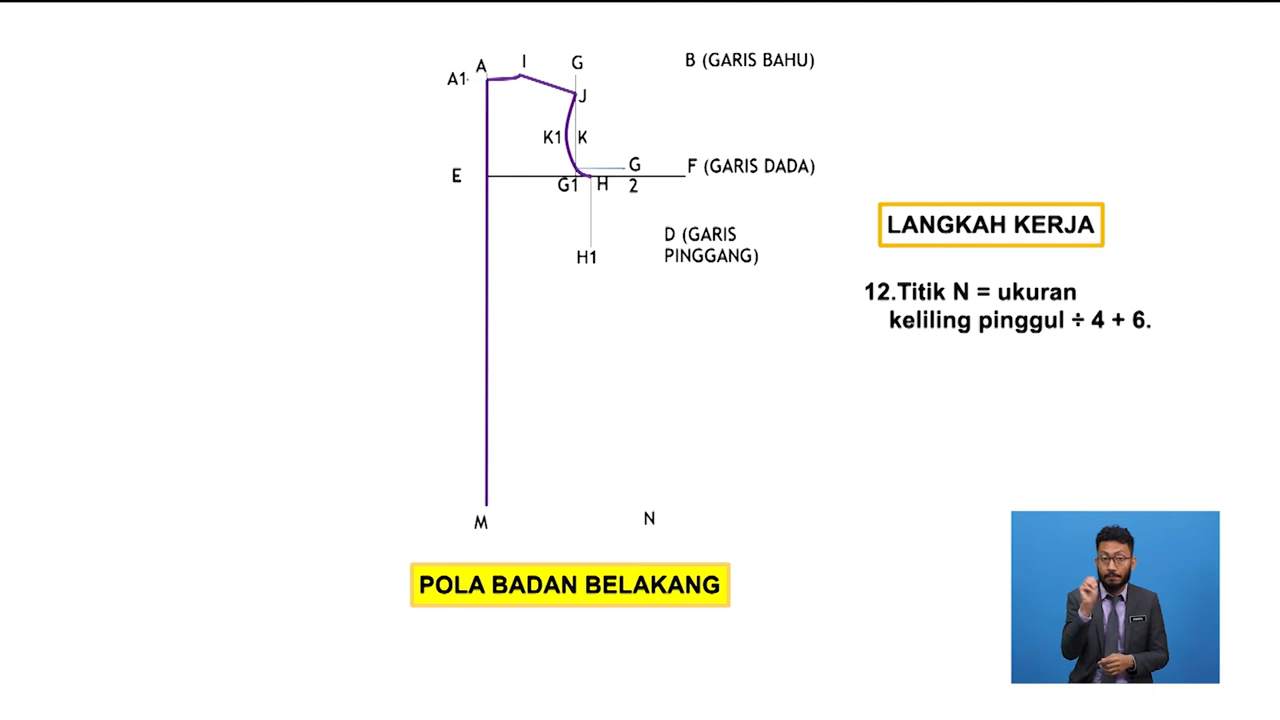 A
I
G
B (GARIS BAHU)
A1
J
K1
K
G
F (GARIS DADA)
E
G1
H
2
D (GARIS
PINGGANG)
H1
LANGKAH KERJA
12.Titik N = ukuran
keliling pinggul ÷ 4 + 6.
M
N
POLA BADAN BELAKANG